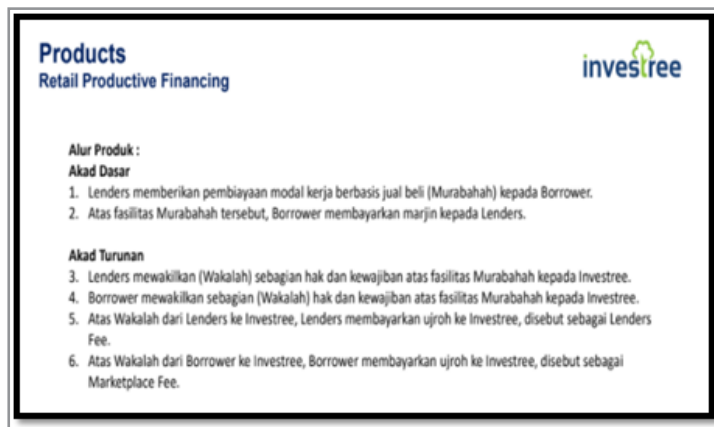 Products
investree
Retail Productive Financing
Alur Produk :
Akad Dasar
1. Lenders memberikan pembiayaan modal kerja berbasis jual beli (Murabahah) kepada Borrower.
2. Atas fasilitas Murabahah tersebut, Borrower membayarkan marjin kepada Lenders.
Akad Turunan
3. Lenders mewakilkan (Wakalah) sebagian hak dan kewajiban atas fasilitas Murabahah kepada Investree.
4. Borrower mewakilkan sebagian (Wakalah) hak dan kewajiban atas fasilitas Murabahah kepada Investree.
5. Atas Wakalah dari Lenders ke Investree, Lenders membayarkan ujroh ke Investree, disebut sebagai Lenders
Fee.
6. Atas Wakalah dari Borrower ke Investree, Borrower membayarkan ujroh ke Investree, disebut sebagai
Marketplace Fee.